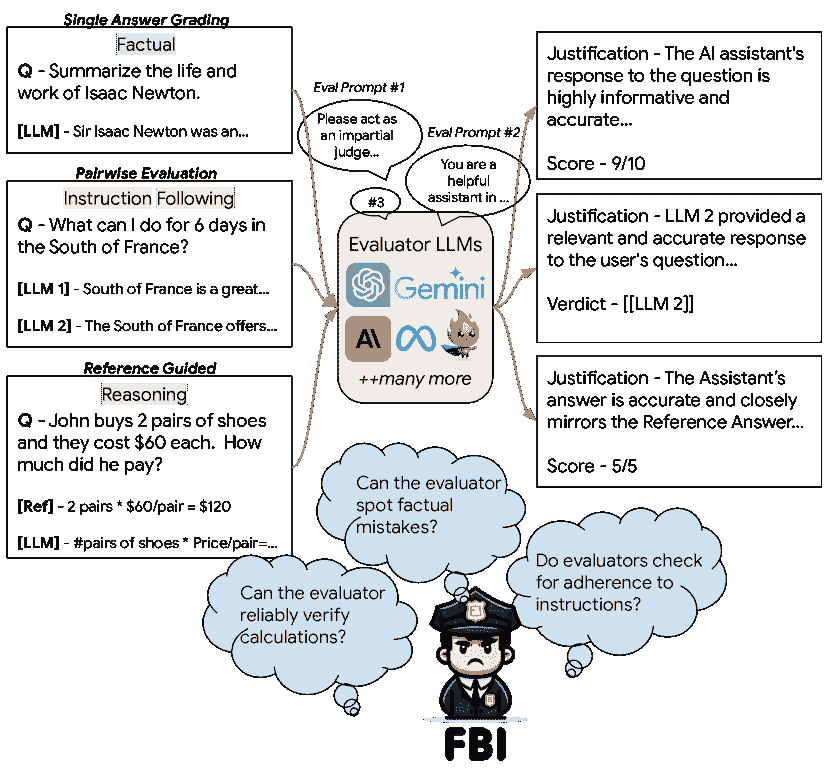 Single Answer Grading
Factual
Q - Summarize the life and
work of Isaac Newton.
[LLM] - Sir Isaac Newton was an...
Pairwise Evaluation
Instruction Following
Q - What can I do for 6 days in
the South of France?
[LLM 1] - South of France is a great...
[LLM 2] - The South of France offers...
Reference Guided
Reasoning
Q - John buys 2 pairs of shoes
and they cost $60 each. How
much did he pay?
[Ref] - 2 pairs * $60/pair = $120
[LLM] - #pairs of shoes * Price/pair=...
Eval Prompt #1
Please act as
an impartial
judge...
Eval Prompt #2
You are a
helpful
assistant in ...
#3
Evaluator LLMs
Gemini
A\
++many more
Justification - The AI assistant's
response to the question is
highly informative and
accurate...
Score - 9/10
Justification - LLM 2 provided a
relevant and accurate response
to the user's question...
Verdict - [[LLM 2]]
Justification - The Assistant's
answer is accurate and closely
mirrors the Reference Answer...
Score - 5/5
Can the evaluator
spot factual
mistakes?
Can the evaluator
reliably verify
calculations?
Do evaluators check
for adherence to
instructions?
FBI